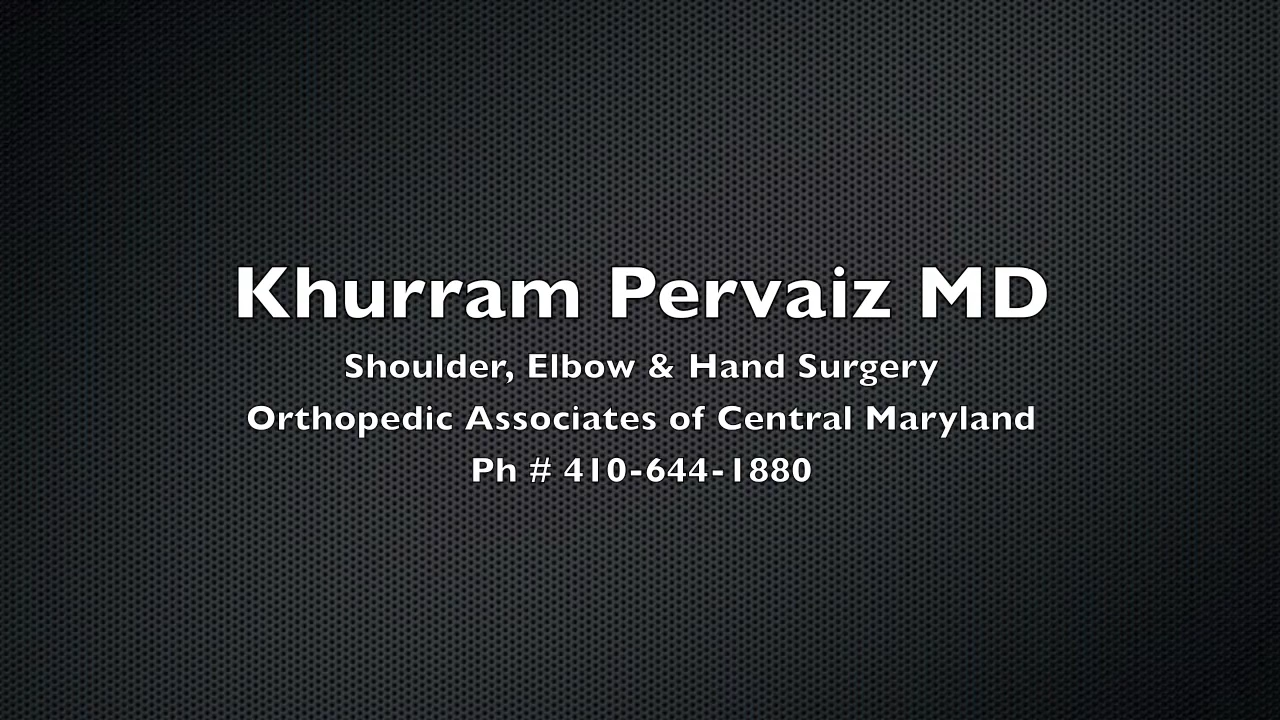 Khurram Pervaiz MD
Shoulder, Elbow & Hand Surgery
Orthopedic Associates of Central Maryland
Ph # 410-644-1880